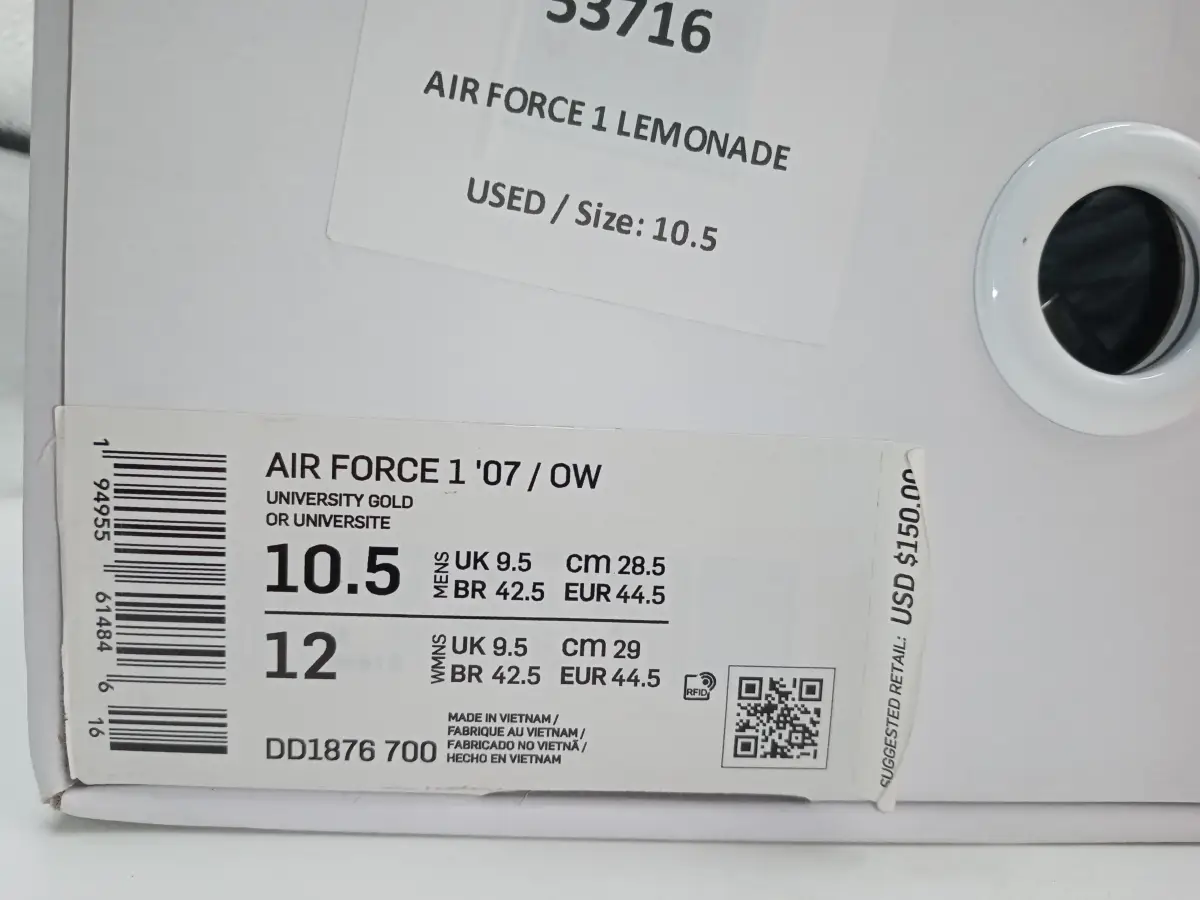 53716
AIR FORCE 1 LEMONADE
USED / Size: 10.5
AIR FORCE 1 '07 / OW
UNIVERSITY GOLD
OR UNIVERSITE
10.5
MENS
UK 9.5 cm 28.5
BR 42.5 EUR 44.5
12
WMNS
UK 9.5 cm 29
BR 42.5 EUR 44.5
RFID
DD1876 700
MADE IN VIETNAM /
FABRIQUE AU VIETNAM /
FABRICADO NO VIETNÃ /
HECHO EN VIETNAM
1 94955 61484 6 16
SUGGESTED RETAIL: USD $150.00